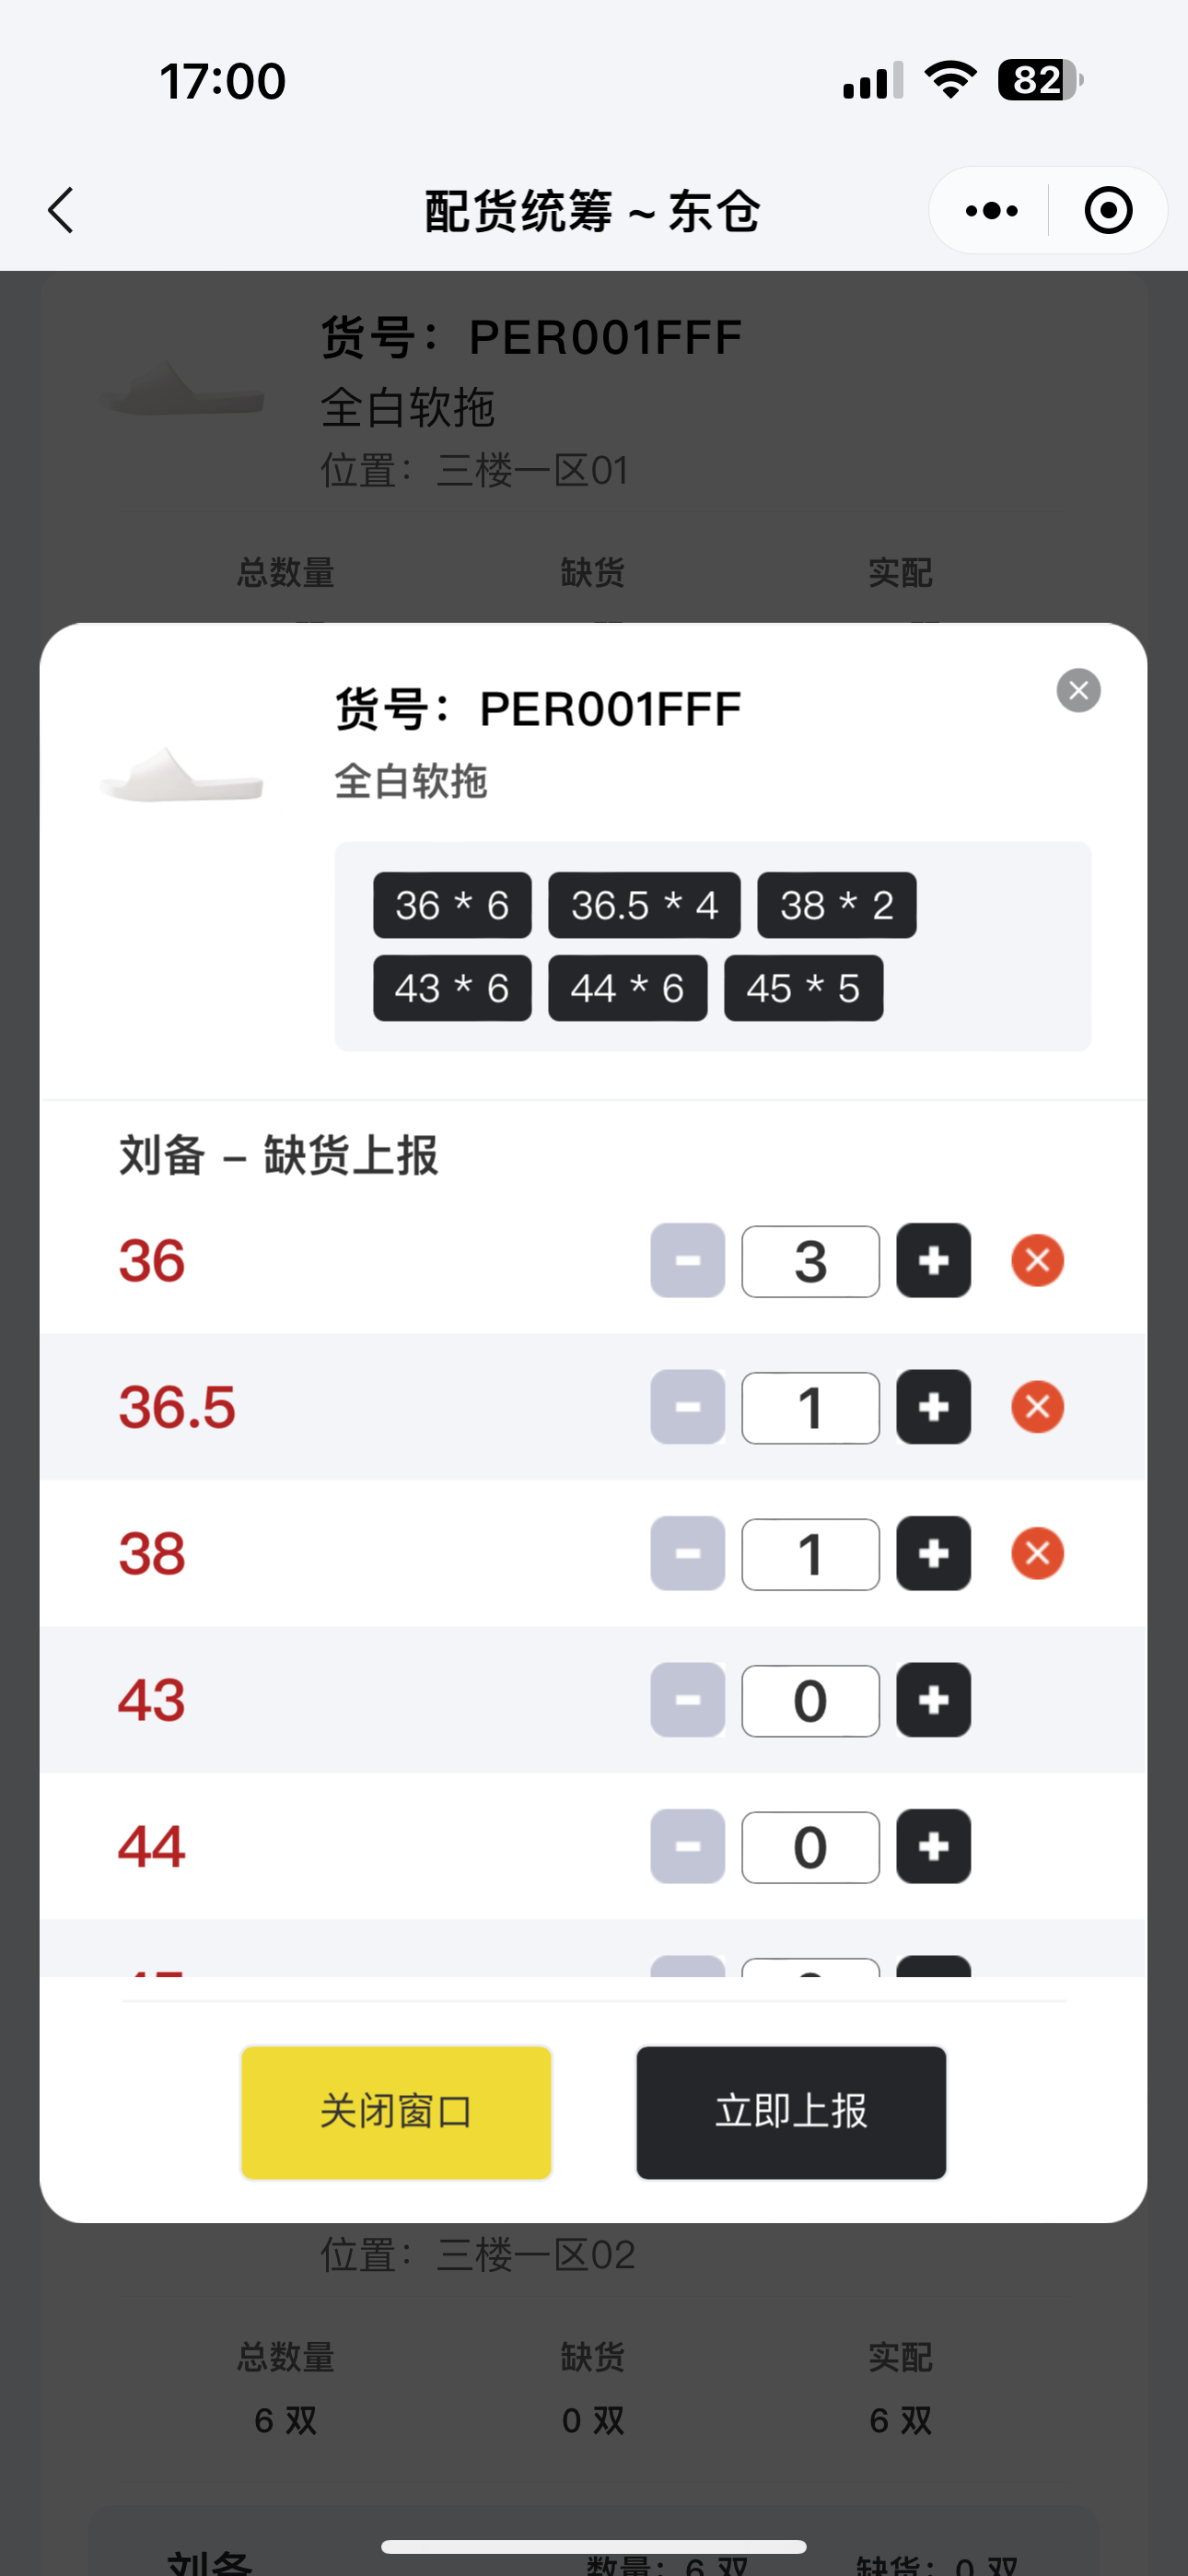 17:00
82
配货统筹 ~ 东仓
货号：PER001FFF
全白软拖
位置：三楼一区01
总数量 缺货 实配
货号：PER001FFF
全白软拖
36 * 6 36.5 * 4 38 * 2
43 * 6 44 * 6 45 * 5
刘备 – 缺货上报
36 - 3 +
36.5 - 1 +
38 - 1 +
43 - 0 +
44 - 0 +
关闭窗口 立即上报
位置：三楼一区02
总数量 缺货 实配
6 双 0 双 6 双
刘备 数量：6 双 缺货：0 双